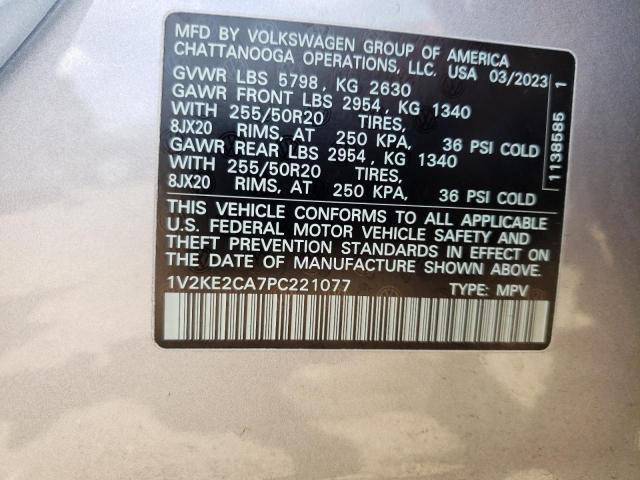 MFD BY VOLKSWAGEN GROUP OF AMERICA
CHATTANOOGA OPERATIONS, LLC. USA 03/2023
GVWR LBS 5798, KG 2630
GAWR FRONT LBS 2954, KG 1340
WITH 255/50R20 TIRES,
8JX20 RIMS, AT 250 KPA, 36 PSI COLD
GAWR REAR LBS 2954, KG 1340
WITH 255/50R20 TIRES,
8JX20 RIMS, AT 250 KPA, 36 PSI COLD
THIS VEHICLE CONFORMS TO ALL APPLICABLE
U.S. FEDERAL MOTOR VEHICLE SAFETY AND
THEFT PREVENTION STANDARDS IN EFFECT ON
THE DATE OF MANUFACTURE SHOWN ABOVE.
1V2KE2CA7PC221077 TYPE: MPV
1138585 1